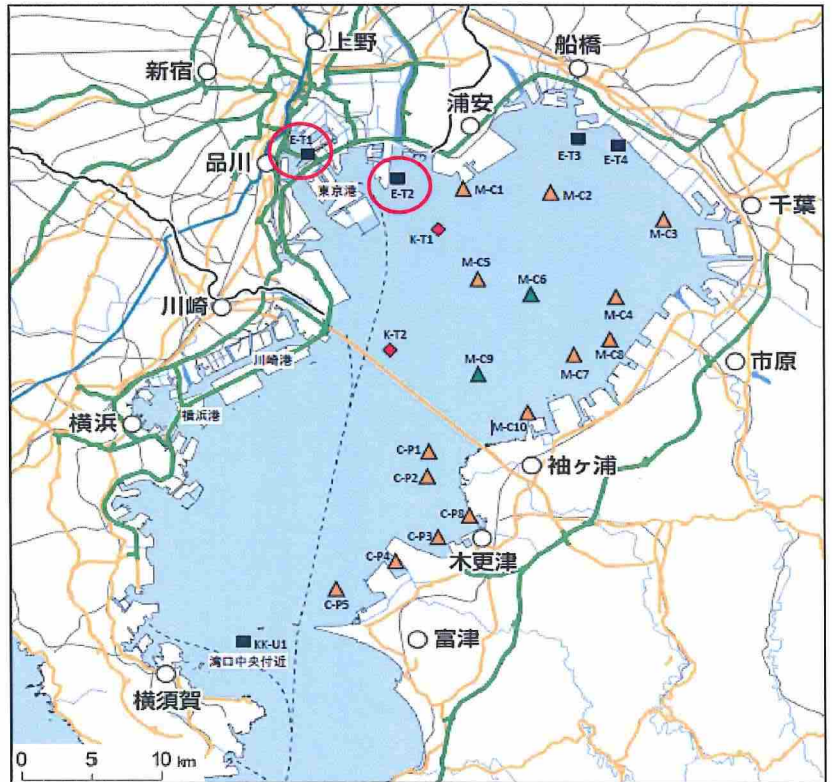 上野
新宿
船橋
浦安
E-T1
品川
E-T3
E-T4
東京港
E-T2
M-C1
M-C2
千葉
M-C3
K-T1
M-C5
M-C6
川崎
M-C4
K-T2
M-C8
川崎港
M-C9
M-C7
市原
横浜港
横浜
M-C10
C-P1
袖ヶ浦
C-P2
C-P8
C-P3
木更津
C-P4
C-P5
富津
KK-U1
湾口中央付近
横須賀
0 5 10 km